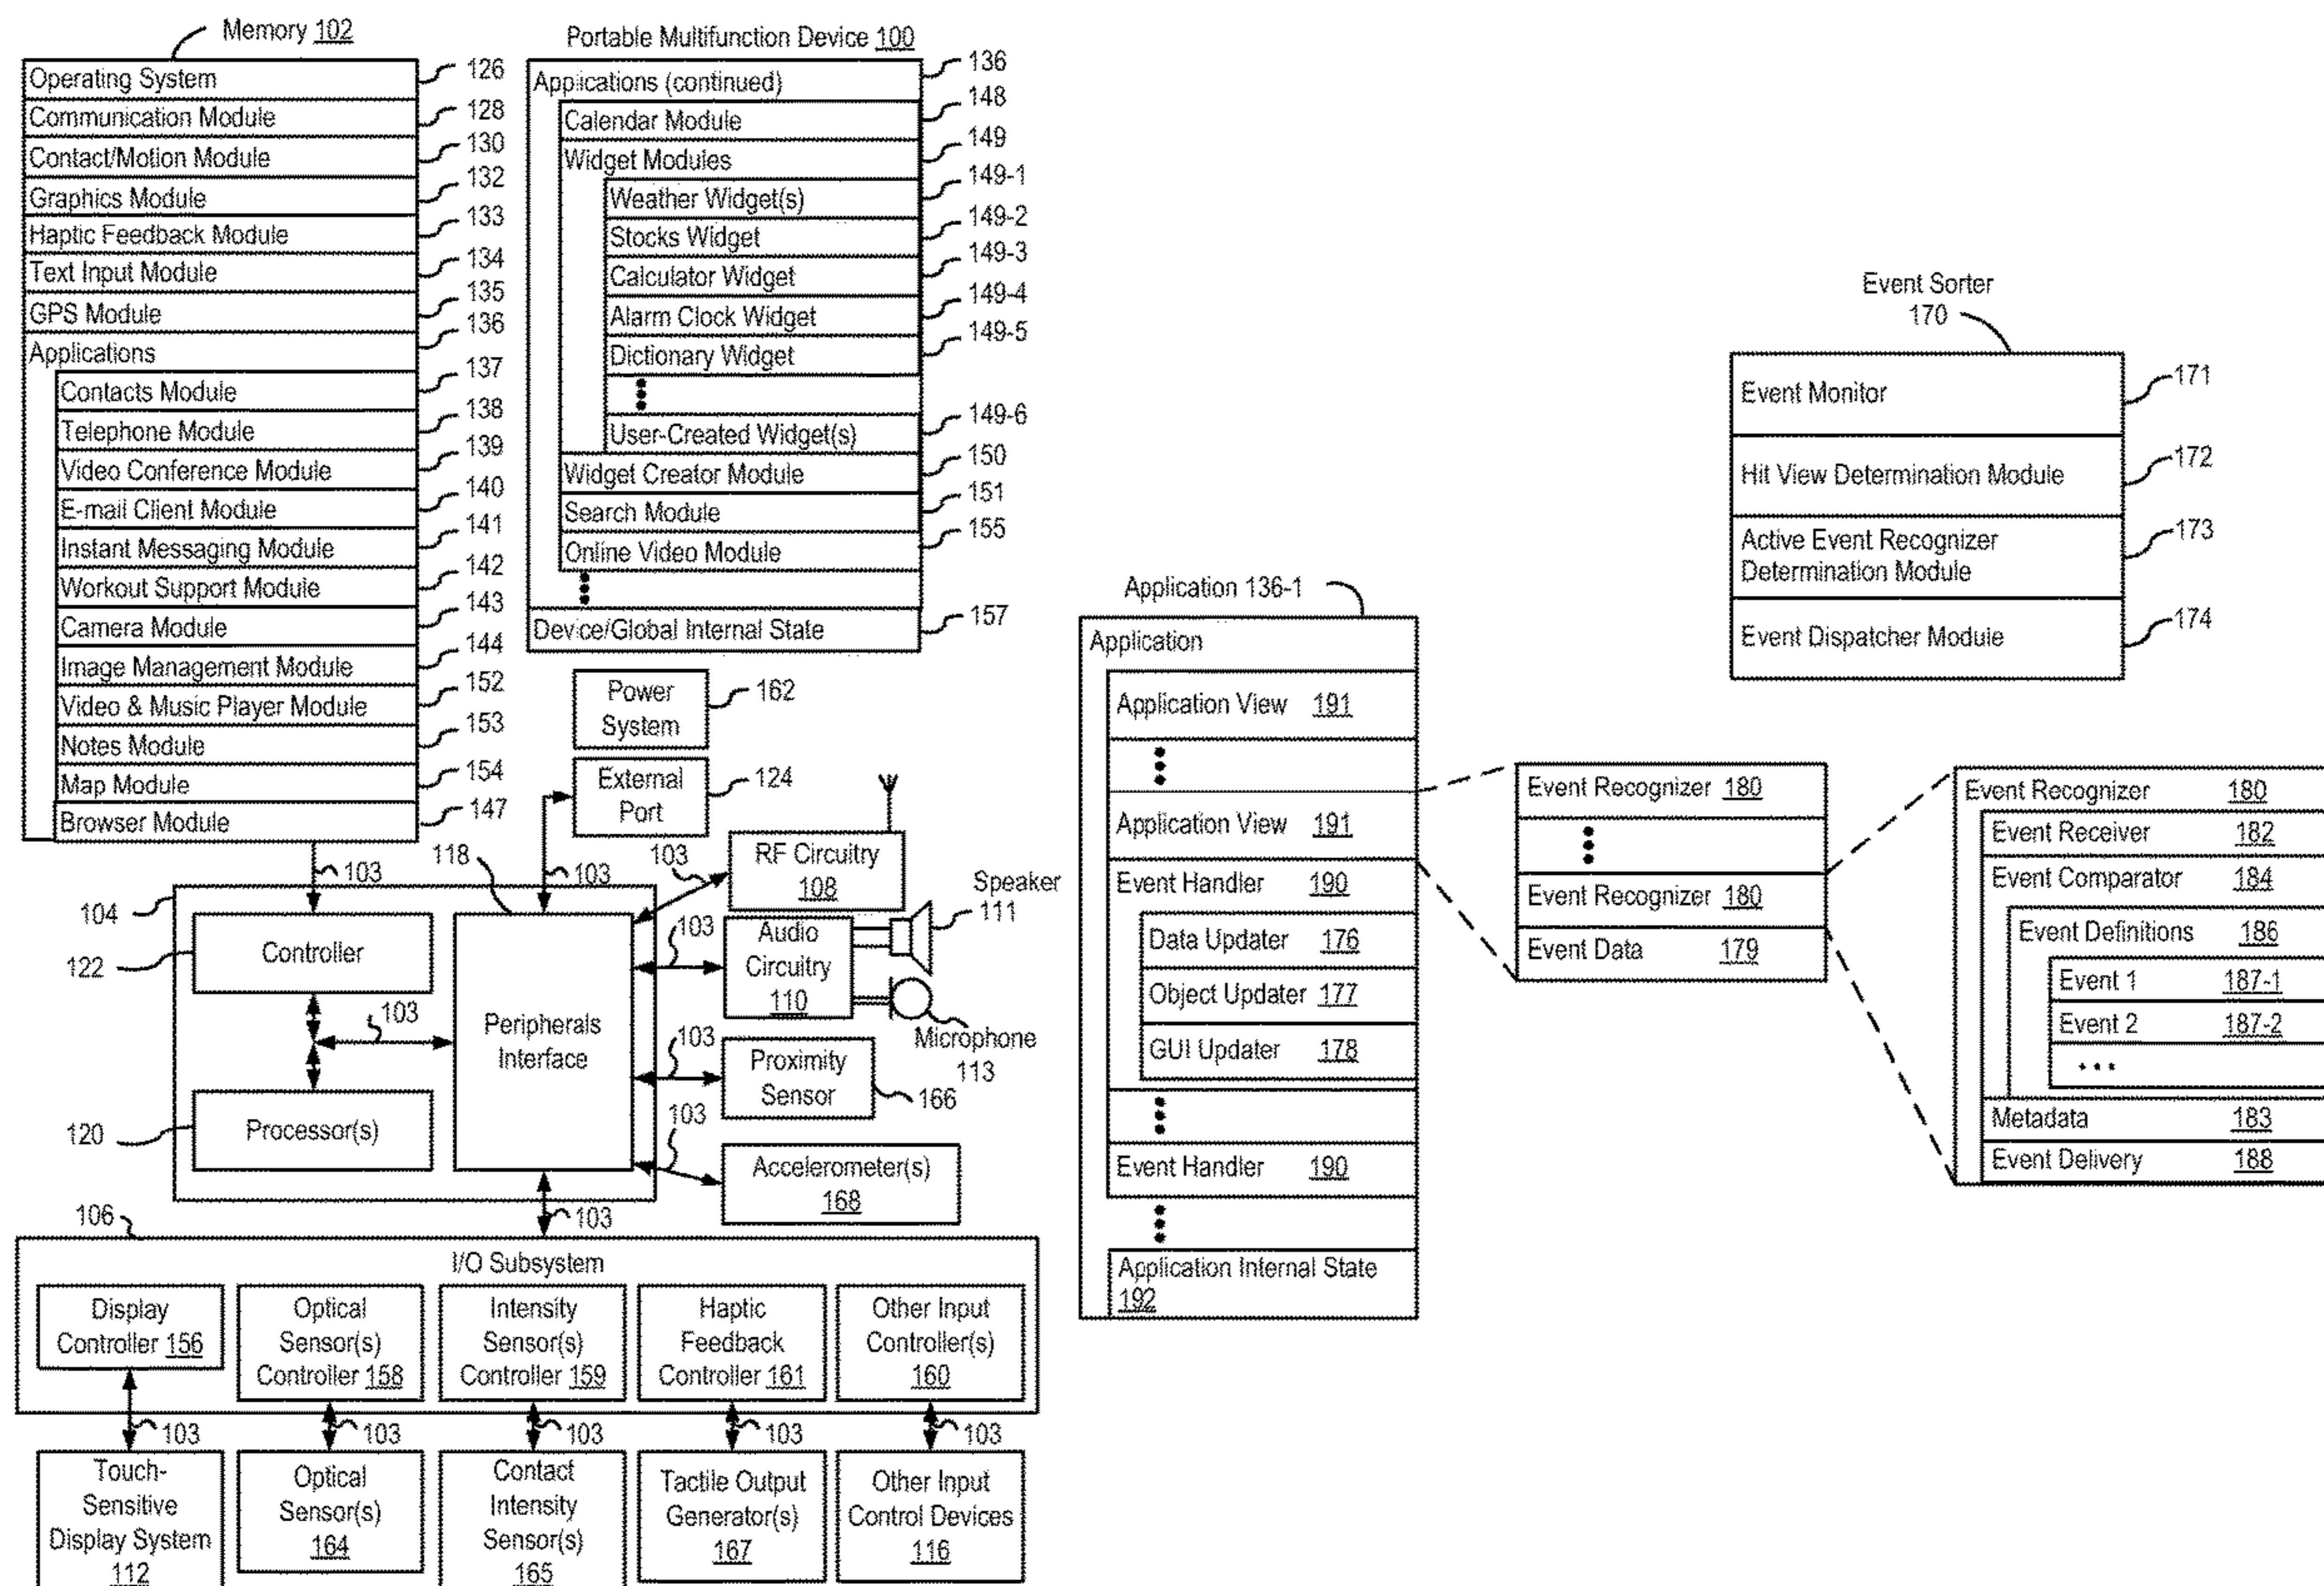 Memory 102
Operating System 126
Communication Module 128
Contact/Motion Module 130
Graphics Module 132
Haptic Feedback Module 133
Text Input Module 134
GPS Module 135
Applications 136
Contacts Module 137
Telephone Module 138
Video Conference Module 139
E-mail Client Module 140
Instant Messaging Module 141
Workout Support Module 142
Camera Module 143
Image Management Module 144
Video & Music Player Module 152
Notes Module 153
Map Module 154
Browser Module 147
Portable Multifunction Device 100
Applications (continued) 136
Calendar Module 148
Widget Modules 149
Weather Widget(s) 149-1
Stocks Widget 149-2
Calculator Widget 149-3
Alarm Clock Widget 149-4
Dictionary Widget 149-5
User-Created Widget(s) 149-6
Widget Creator Module 150
Search Module 151
Online Video Module 155
Device/Global Internal State 157
Power
System
162
External
Port
124
103
118
103
103
RF Circuitry
108
Speaker
111
104
Controller
122
103
Peripherals
Interface
Processor(s)
120
103
Audio
Circuitry
110
Microphone
113
103
Proximity
Sensor
166
103
Accelerometer(s)
168
103
106
I/O Subsystem
Display
Controller 156
Optical
Sensor(s)
Controller 158
Intensity
Sensor(s)
Controller 159
Haptic
Feedback
Controller 161
Other Input
Controller(s)
160
103
103
103
103
103
Touch-
Sensitive
Display System
112
Optical
Sensor(s)
164
Contact
Intensity
Sensor(s)
165
Tactile Output
Generator(s)
167
Other Input
Control Devices
116
Application 136-1
Application
Application View 191
Application View 191
Event Handler 190
Data Updater 176
Object Updater 177
GUI Updater 178
Event Handler 190
Application Internal State
192
Event Sorter
170
Event Monitor 171
Hit View Determination Module 172
Active Event Recognizer
Determination Module
173
Event Dispatcher Module 174
Event Recognizer 180
Event Recognizer 180
Event Data 179
Event Recognizer 180
Event Receiver 182
Event Comparator 184
Event Definitions 186
Event 1 187-1
Event 2 187-2
Metadata 183
Event Delivery 188